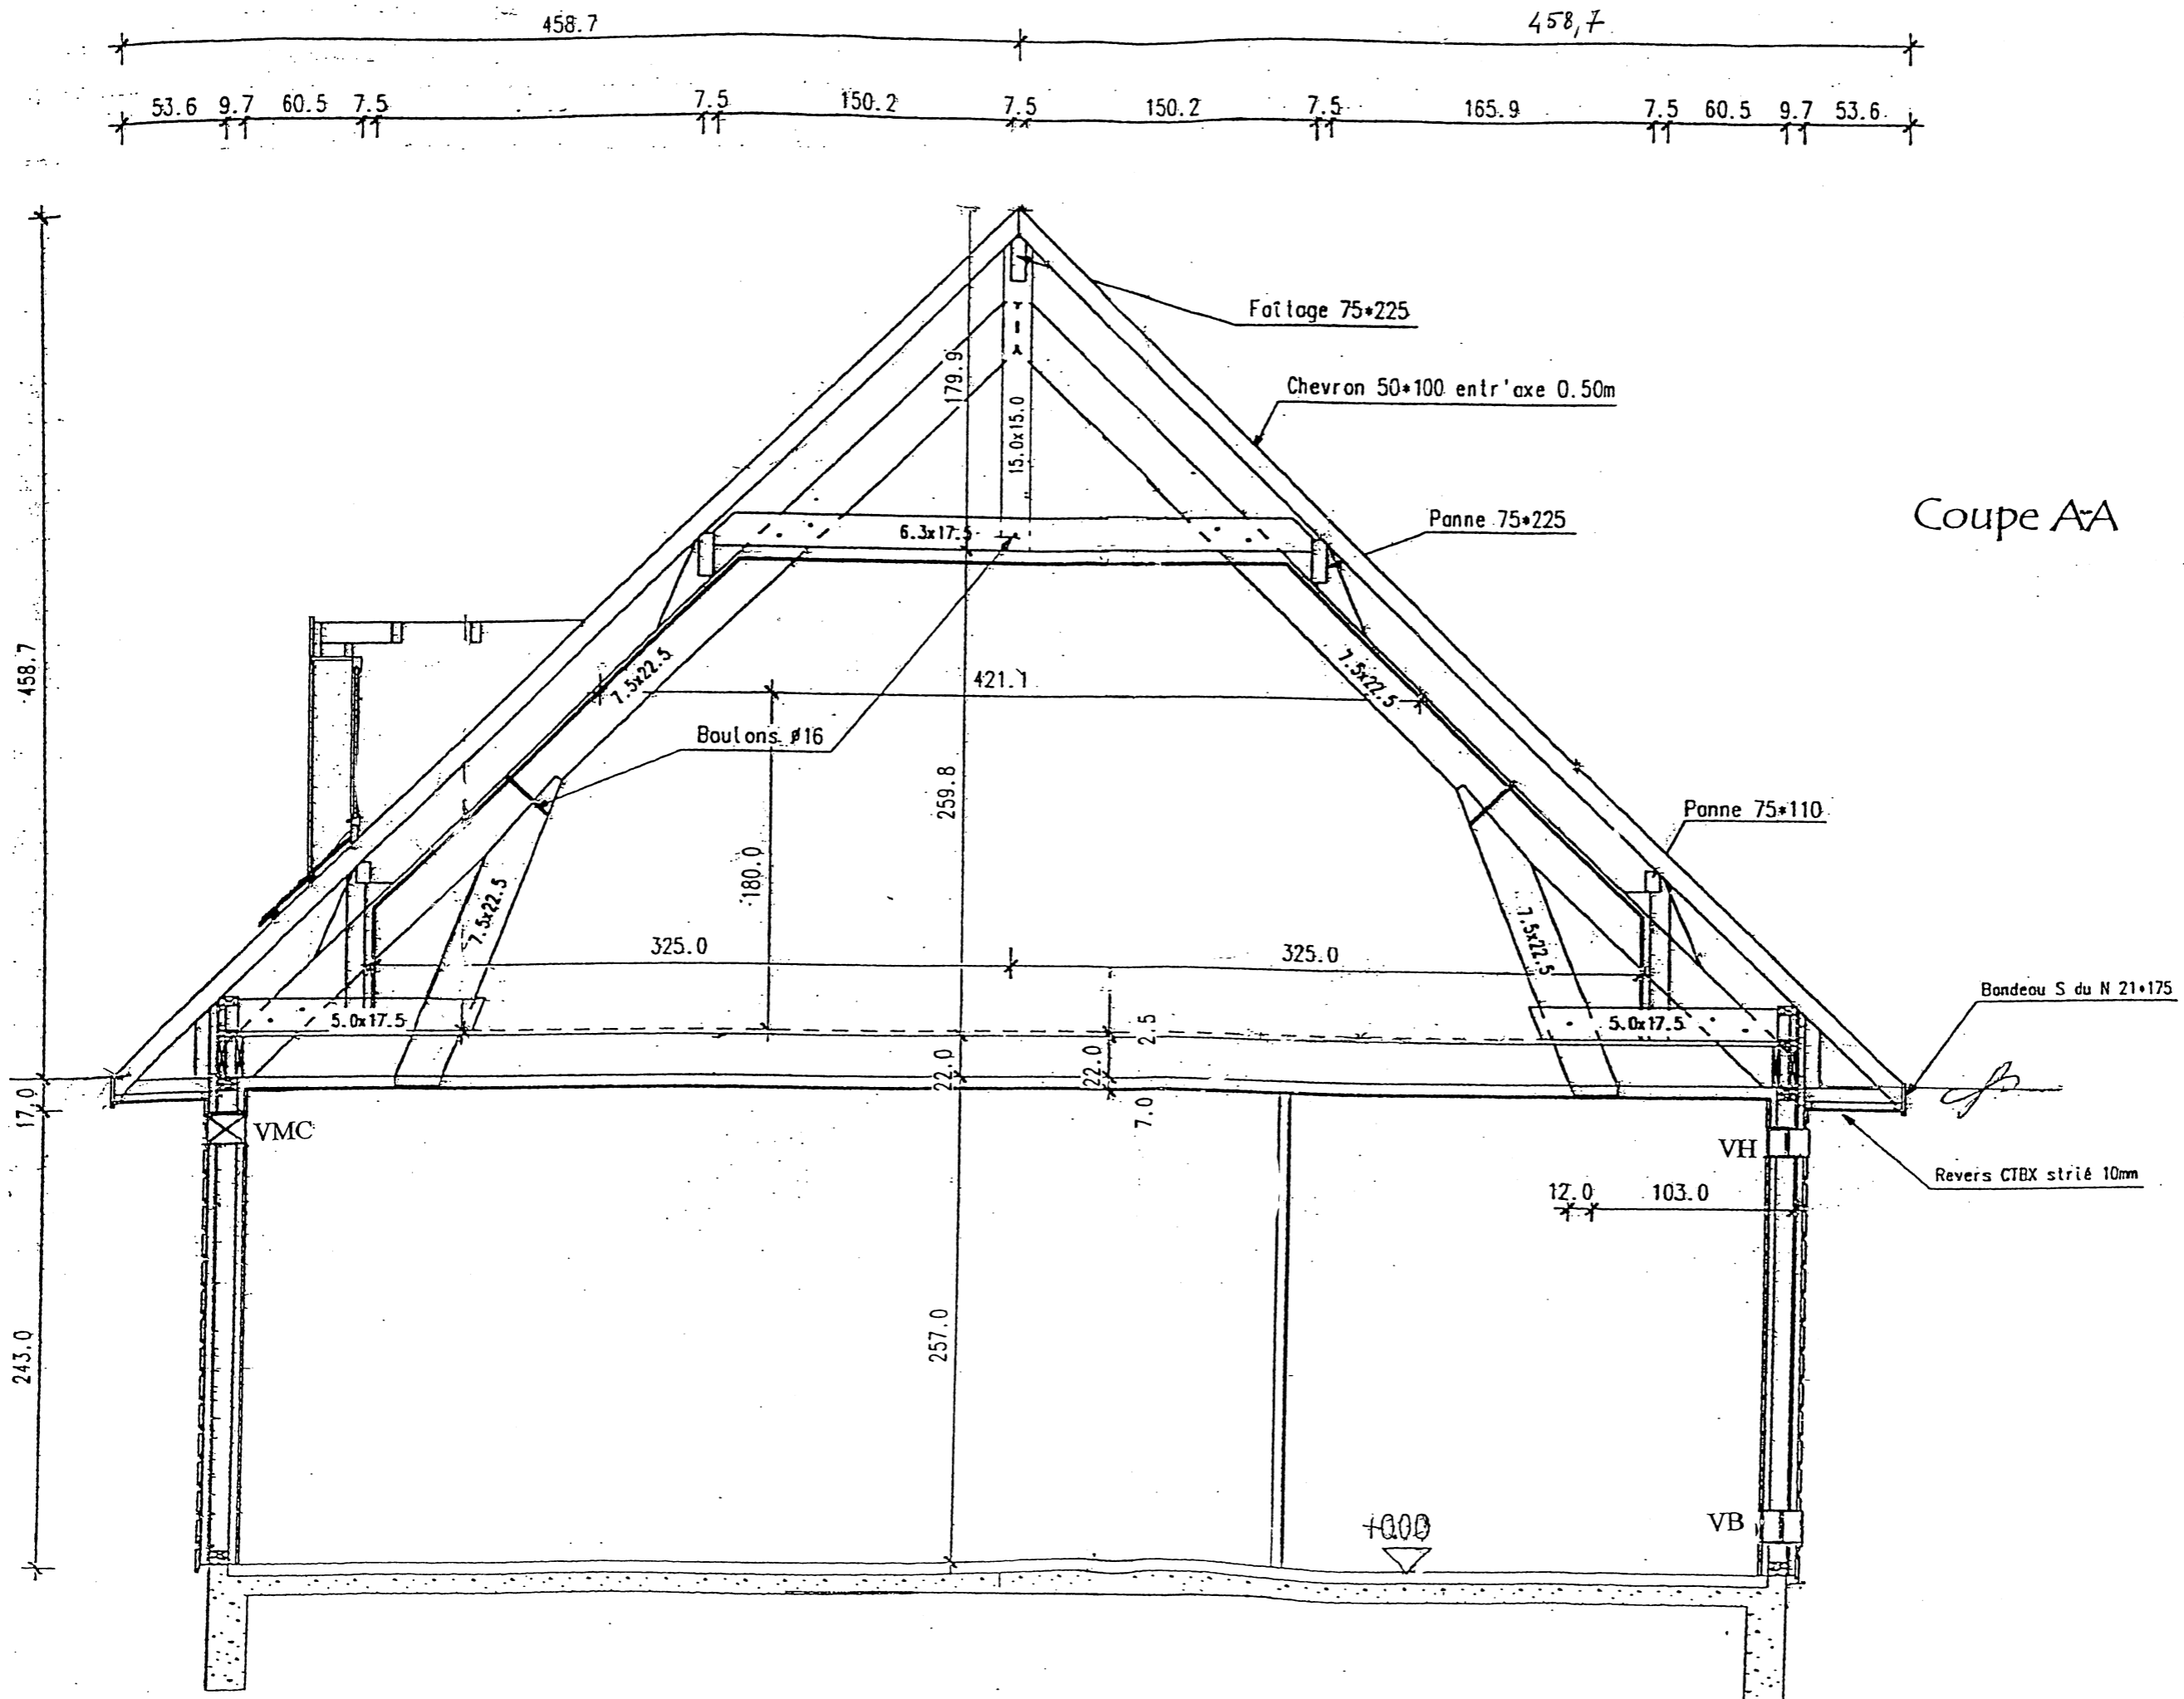 458.7 458,7
53.6 9.7 60.5 7.5 7.5 150.2 7.5 150.2 7.5 165.9 7.5 60.5 9.7 53.6
Faîtage 75*225
179.9
Chevron 50*100 entr'axe 0.50m
15.0x15.0
Coupe A-A
Panne 75*225
6.3x17.5
458.7
7.5x22.5
7.5x22.5
421.1
Boulons ø16
259.8
Panne 75*110
180.0
7.5x22.5
7.5x22.5
325.0 325.0
Bandeau S du N 21*175
5.0x17.5
5.0x17.5
2.5
22.0
22.0
17.0
7.0
VMC
VH
Revers CTBX strié 10mm
12.0 103.0
243.0
257.0
VB
+0.00